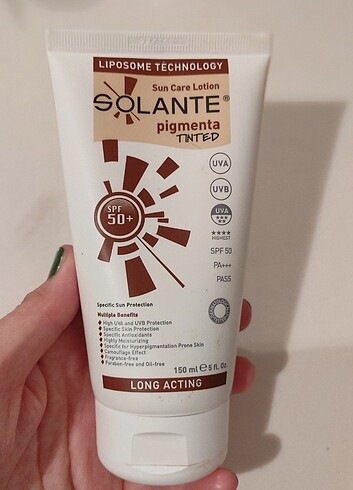 LIPOSOME TECHNOLOGY
Sun Care Lotion
SOLANTE®
pigmenta
TINTED
UVA
UVB
UVA
★★★★
HIGHEST
SPF 50
PA+++
PASS
SPF
50+
Specific Sun Protection
Multiple Benefits
High UVA and UVB Protection
Specific Skin Protection
Specific Antioxidants
Highly Moisturizing
Specific for Hyperpigmentation Prone Skin
Camouflage Effect
Fragrance-free
Paraben-free and Oil-free
150 ml ℮ 5 fl. oz.
LONG ACTING